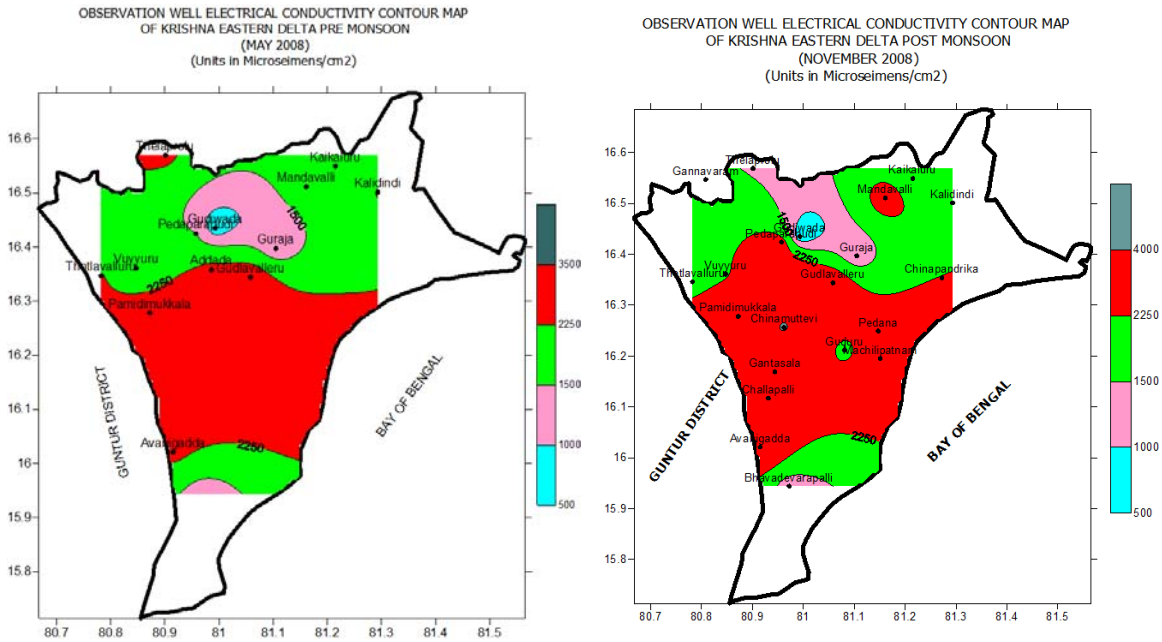 OBSERVATION WELL ELECTRICAL CONDUCTIVITY CONTOUR MAP
OF KRISHNA EASTERN DELTA PRE MONSOON
(MAY 2008)
(Units in Microseimens/cm2)
16.6
16.5
16.4
16.3
16.2
16.1
16
15.9
15.8
80.7 80.8 80.9 81 81.1 81.2 81.3 81.4 81.5
Kaikaluru
Mandavalli
Kalidindi
1500
Gudiwada
Guraja
Vuyyuru
Addada
Thotlavalluru
Gudlavalleru
2250
Pamidimukkala
GUNTUR DISTRICT
BAY OF BENGAL
Avanigadda
2250
3500
2250
1500
1000
500
OBSERVATION WELL ELECTRICAL CONDUCTIVITY CONTOUR MAP
OF KRISHNA EASTERN DELTA POST MONSOON
(NOVEMBER 2008)
(Units in Microseimens/cm2)
16.6
16.5
16.4
16.3
16.2
16.1
16
15.9
15.8
80.7 80.8 80.9 81 81.1 81.2 81.3 81.4 81.5
Gannavaram
Kaikaluru
Mandavalli
Kalidindi
1500
Guraja
2250
Vuyyuru
Thotlavalluru
Gudlavalleru
Chinapandrika
Pamidimukkala
Chinamuttevi
Pedana
Guduru
Machilipatnam
Gantasala
Challapalli
GUNTUR DISTRICT
BAY OF BENGAL
Avanigadda
2250
Bhavadevarapalli
4000
2250
1500
1000
500